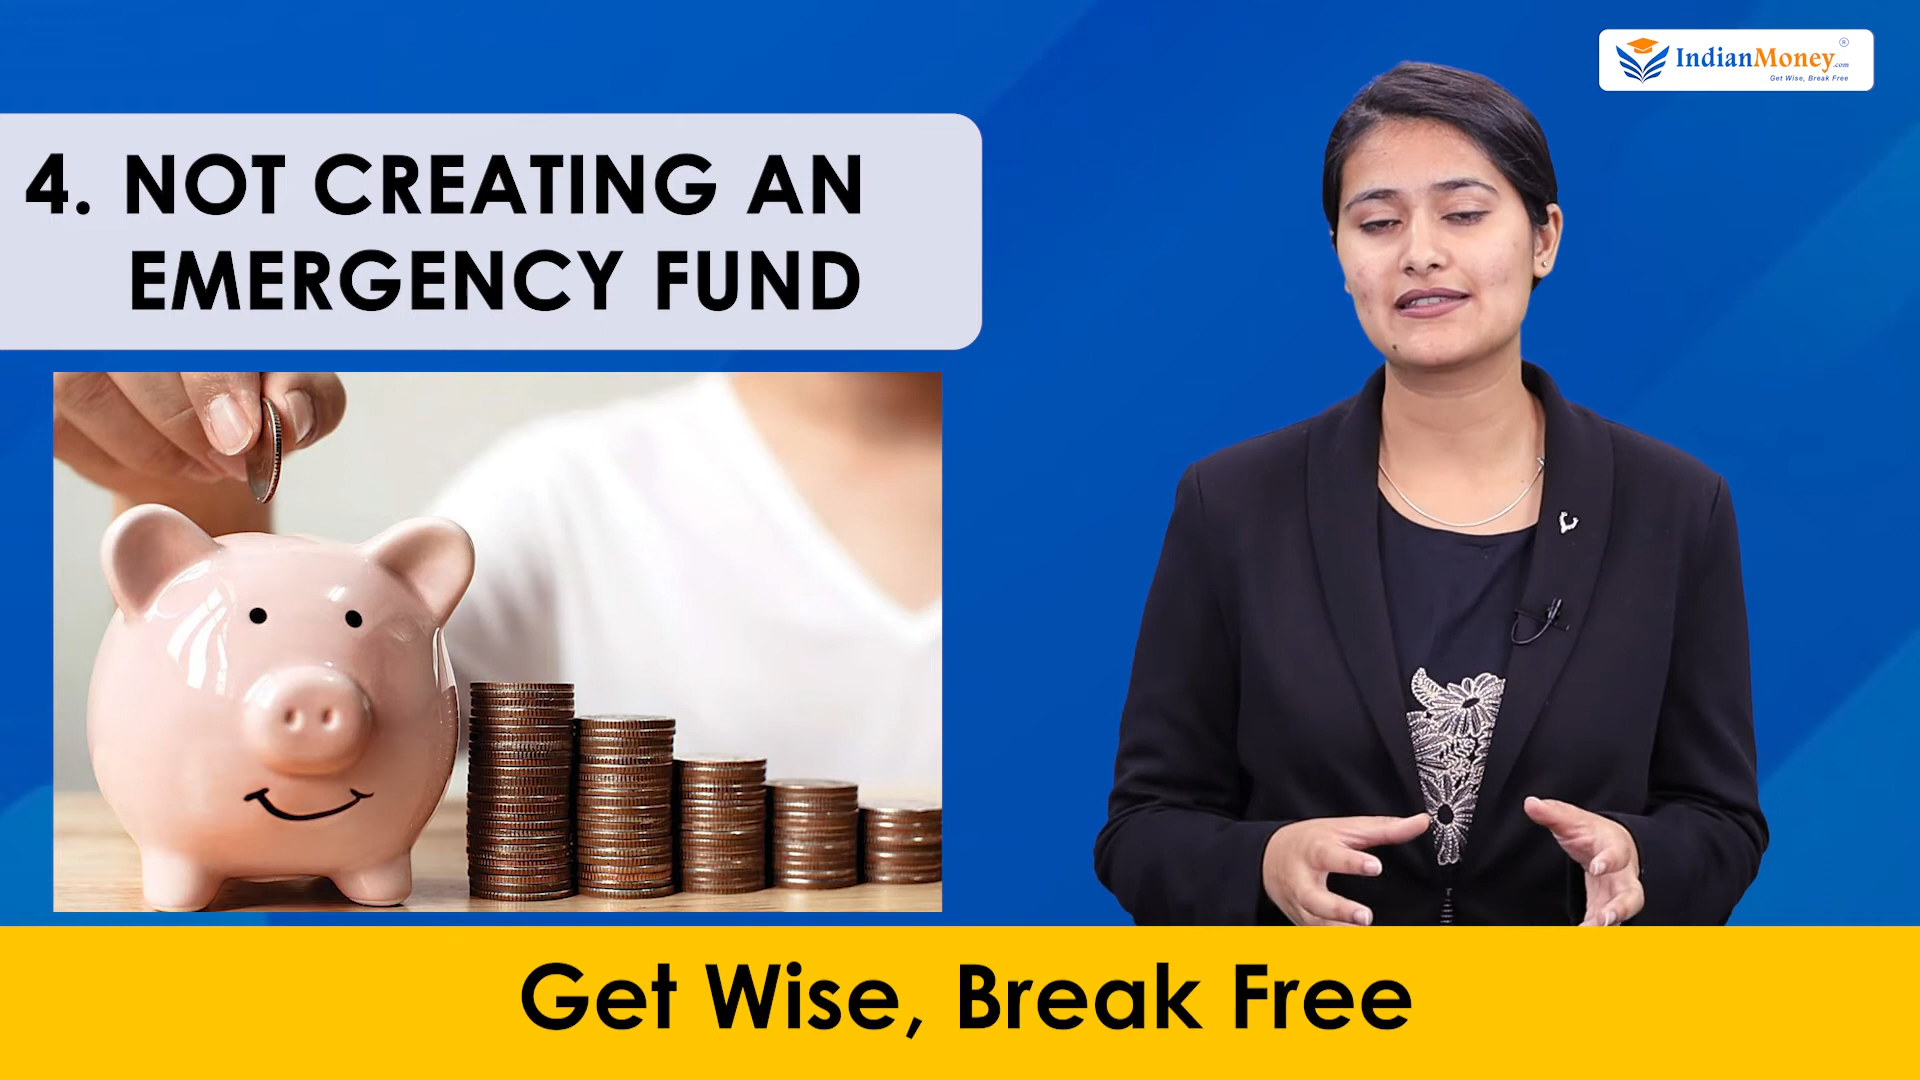 IndianMoney.com
®
Get Wise, Break Free
4. NOT CREATING AN
EMERGENCY FUND
Get Wise, Break Free